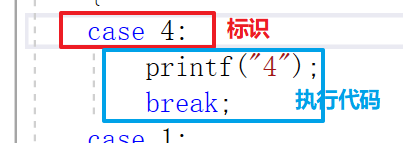 {
case 4: 标识
printf("4");
break; 执行代码
case 1: